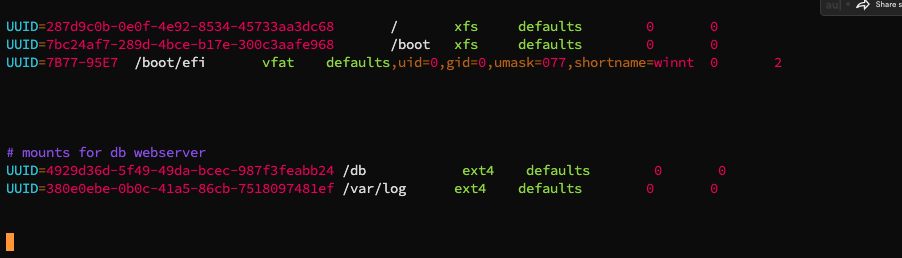 au] × Share s
UUID=287d9c0b-0e0f-4e92-8534-45733aa3dc68 / xfs defaults 0 0
UUID=7bc24af7-289d-4bce-b17e-300c3aafe968 /boot xfs defaults 0 0
UUID=7B77-95E7 /boot/efi vfat defaults,uid=0,gid=0,umask=077,shortname=winnt 0 2
# mounts for db webserver
UUID=4929d36d-5f49-49da-bcec-987f3feabb24 /db ext4 defaults 0 0
UUID=380e0ebe-0b0c-41a5-86cb-7518097481ef /var/log ext4 defaults 0 0